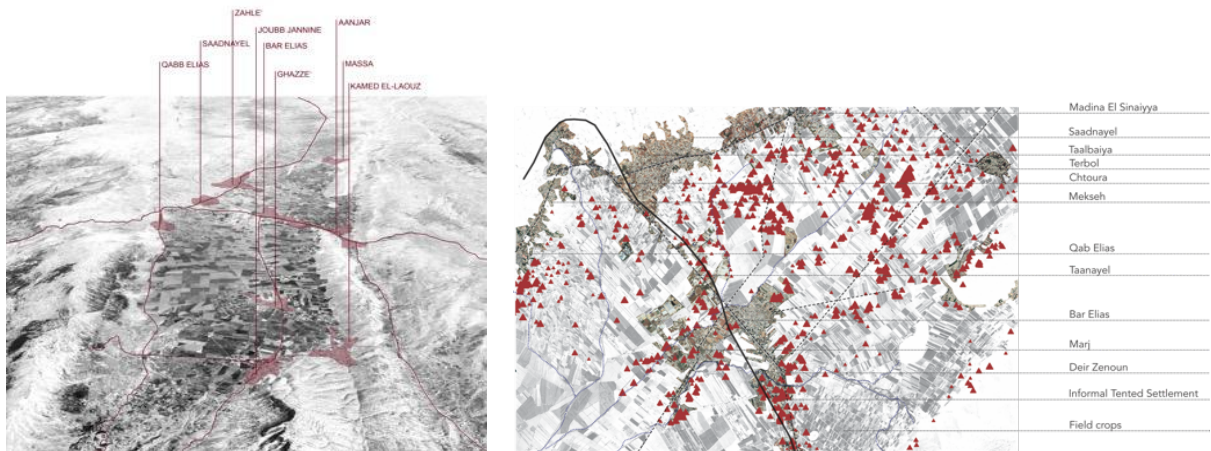 ZAHLE'
AANJAR
JOUBB JANNINE
SAADNAYEL
BAR ELIAS
QABB ELIAS
MASSA
GHAZZE'
KAMED EL-LAOUZ
Madina El Sinaiyya
Saadnayel
Taalbaiya
Terbol
Chtoura
Mekseh
Qab Elias
Taanayel
Bar Elias
Marj
Deir Zenoun
Informal Tented Settlement
Field crops